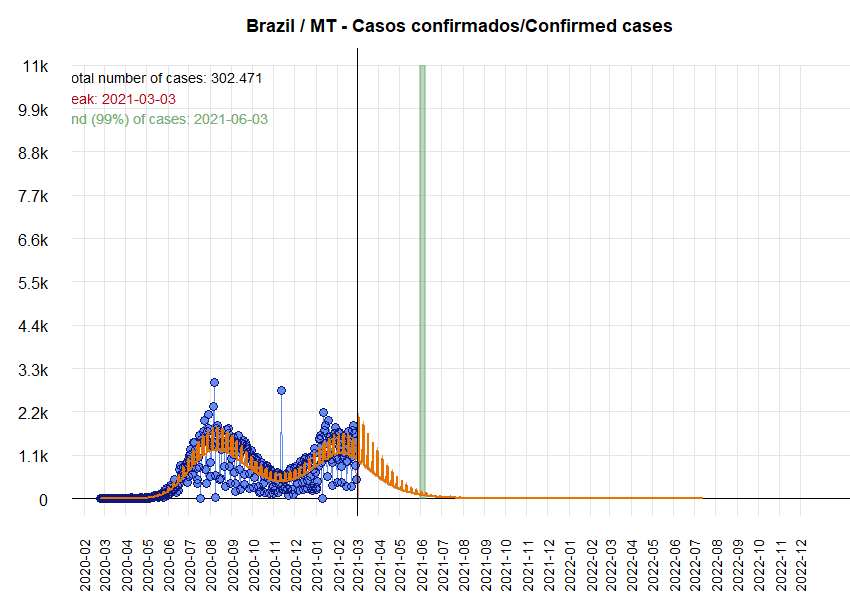 Brazil / MT - Casos confirmados/Confirmed cases
otal number of cases: 302.471
eak: 2021-03-03
nd (99%) of cases: 2021-06-03
11k
9.9k
8.8k
7.7k
6.6k
5.5k
4.4k
3.3k
2.2k
1.1k
0
2020-02
2020-03
2020-04
2020-05
2020-06
2020-07
2020-08
2020-09
2020-10
2020-11
2020-12
2021-01
2021-02
2021-03
2021-04
2021-05
2021-06
2021-07
2021-08
2021-09
2021-10
2021-11
2021-12
2022-01
2022-02
2022-03
2022-04
2022-05
2022-06
2022-07
2022-08
2022-09
2022-10
2022-11
2022-12